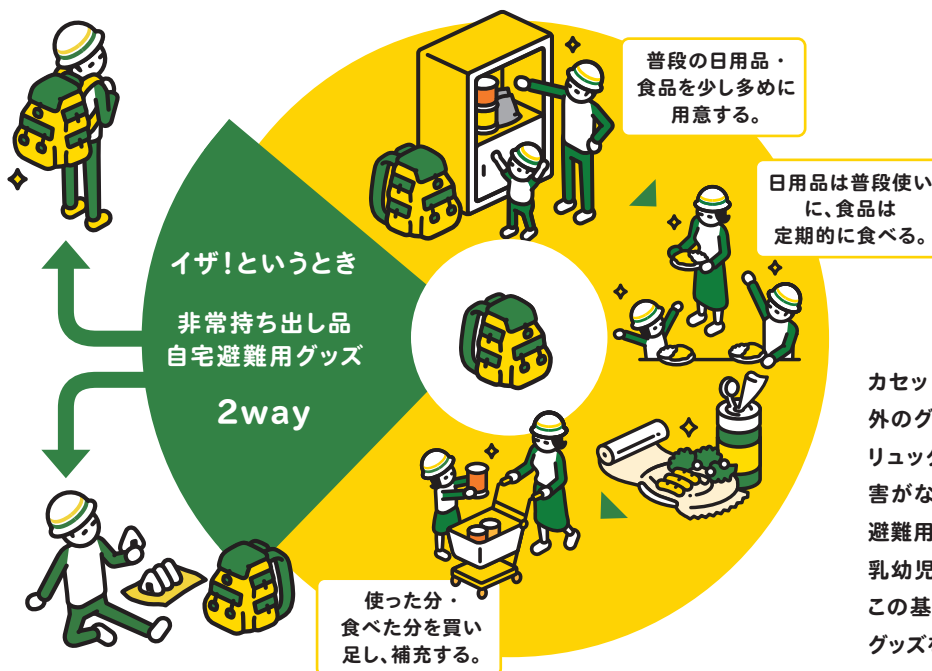 普段の日用品・
食品を少し多めに
用意する。
日用品は普段使い
に、食品は
定期的に食べる。
イザ!というとき
非常持ち出し品
自宅避難用グッズ
2way
使った分・
食べた分を買い
足し、補充する。
カセッ
外のグ
リュック
害がな
避難用
乳幼児
この基
グッズを